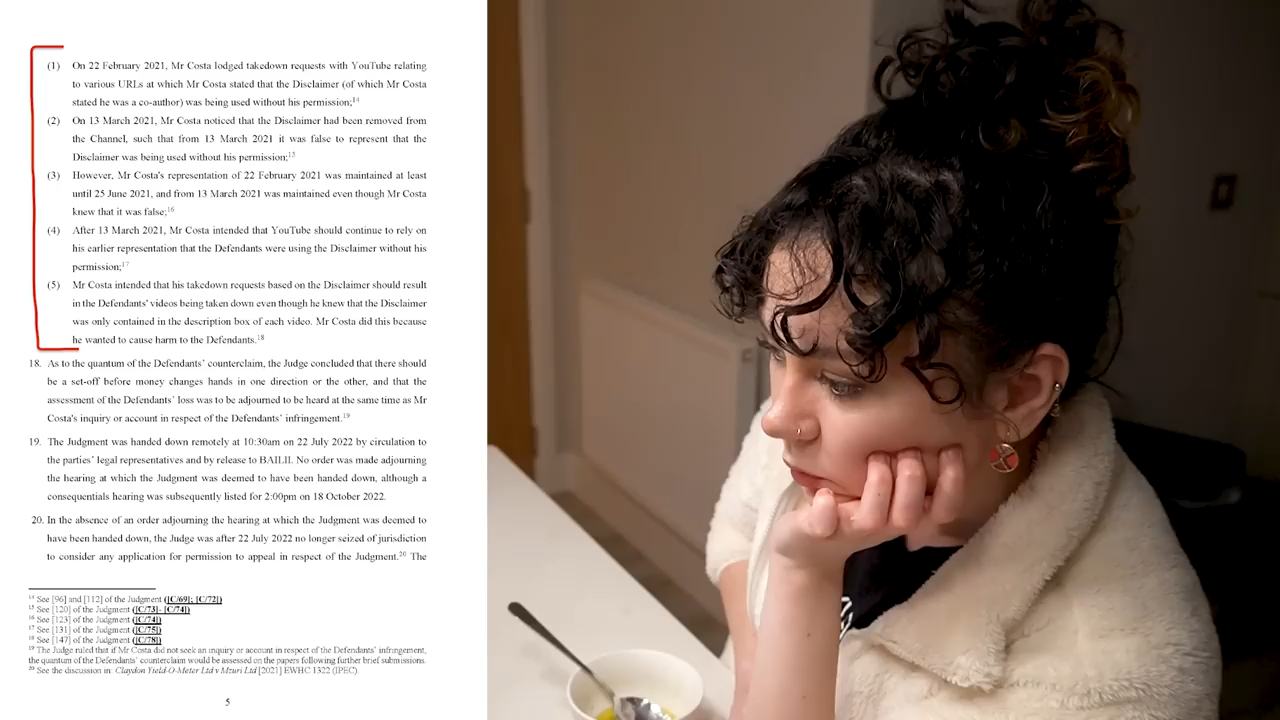 (1) On 22 February 2021, Mr Costa lodged takedown requests with YouTube relating
to various URLs at which Mr Costa stated that the Disclaimer (of which Mr Costa
stated he was a co-author) was being used without his permission;14
(2) On 13 March 2021, Mr Costa noticed that the Disclaimer had been removed from
the Channel, such that from 13 March 2021 it was false to represent that the
Disclaimer was being used without his permission;15
(3) However, Mr Costa's representation of 22 February 2021 was maintained at least
until 25 June 2021, and from 13 March 2021 was maintained even though Mr Costa
knew that it was false;16
(4) After 13 March 2021, Mr Costa intended that YouTube should continue to rely on
his earlier representation that the Defendants were using the Disclaimer without his
permission;17
(5) Mr Costa intended that his takedown requests based on the Disclaimer should result
in the Defendants' videos being taken down even though he knew that the Disclaimer
was only contained in the description box of each video. Mr Costa did this because
he wanted to cause harm to the Defendants.18
18. As to the quantum of the Defendants' counterclaim, the Judge concluded that there should
be a set-off before money changes hands in one direction or the other, and that the
assessment of the Defendants' loss was to be adjourned to be heard at the same time as Mr
Costa's inquiry or account in respect of the Defendants' infringement.19
19. The Judgment was handed down remotely at 10:30am on 22 July 2022 by circulation to
the parties' legal representatives and by release to BAILII. No order was made adjourning
the hearing at which the Judgment was deemed to have been handed down, although a
consequentials hearing was subsequently listed for 2:00pm on 18 October 2022.
20. In the absence of an order adjourning the hearing at which the Judgment was deemed to
have been handed down, the Judge was after 22 July 2022 no longer seized of jurisdiction
to consider any application for permission to appeal in respect of the Judgment.20 The
14 See [96] and [112] of the Judgment ([C/69]; [C/72])
15 See [120] of the Judgment ([C/73]- [C/74])
16 See [123] of the Judgment ([C/74])
17 See [131] of the Judgment ([C/75])
18 See [147] of the Judgment ([C/78])
19 The Judge ruled that if Mr Costa did not seek an inquiry or account in respect of the Defendants' infringement,
the quantum of the Defendants' counterclaim would be assessed on the papers following further brief submissions.
20 See the discussion in: Claydon Yield-O-Meter Ltd v Mzuri Ltd [2021] EWHC 1322 (IPEC).
5